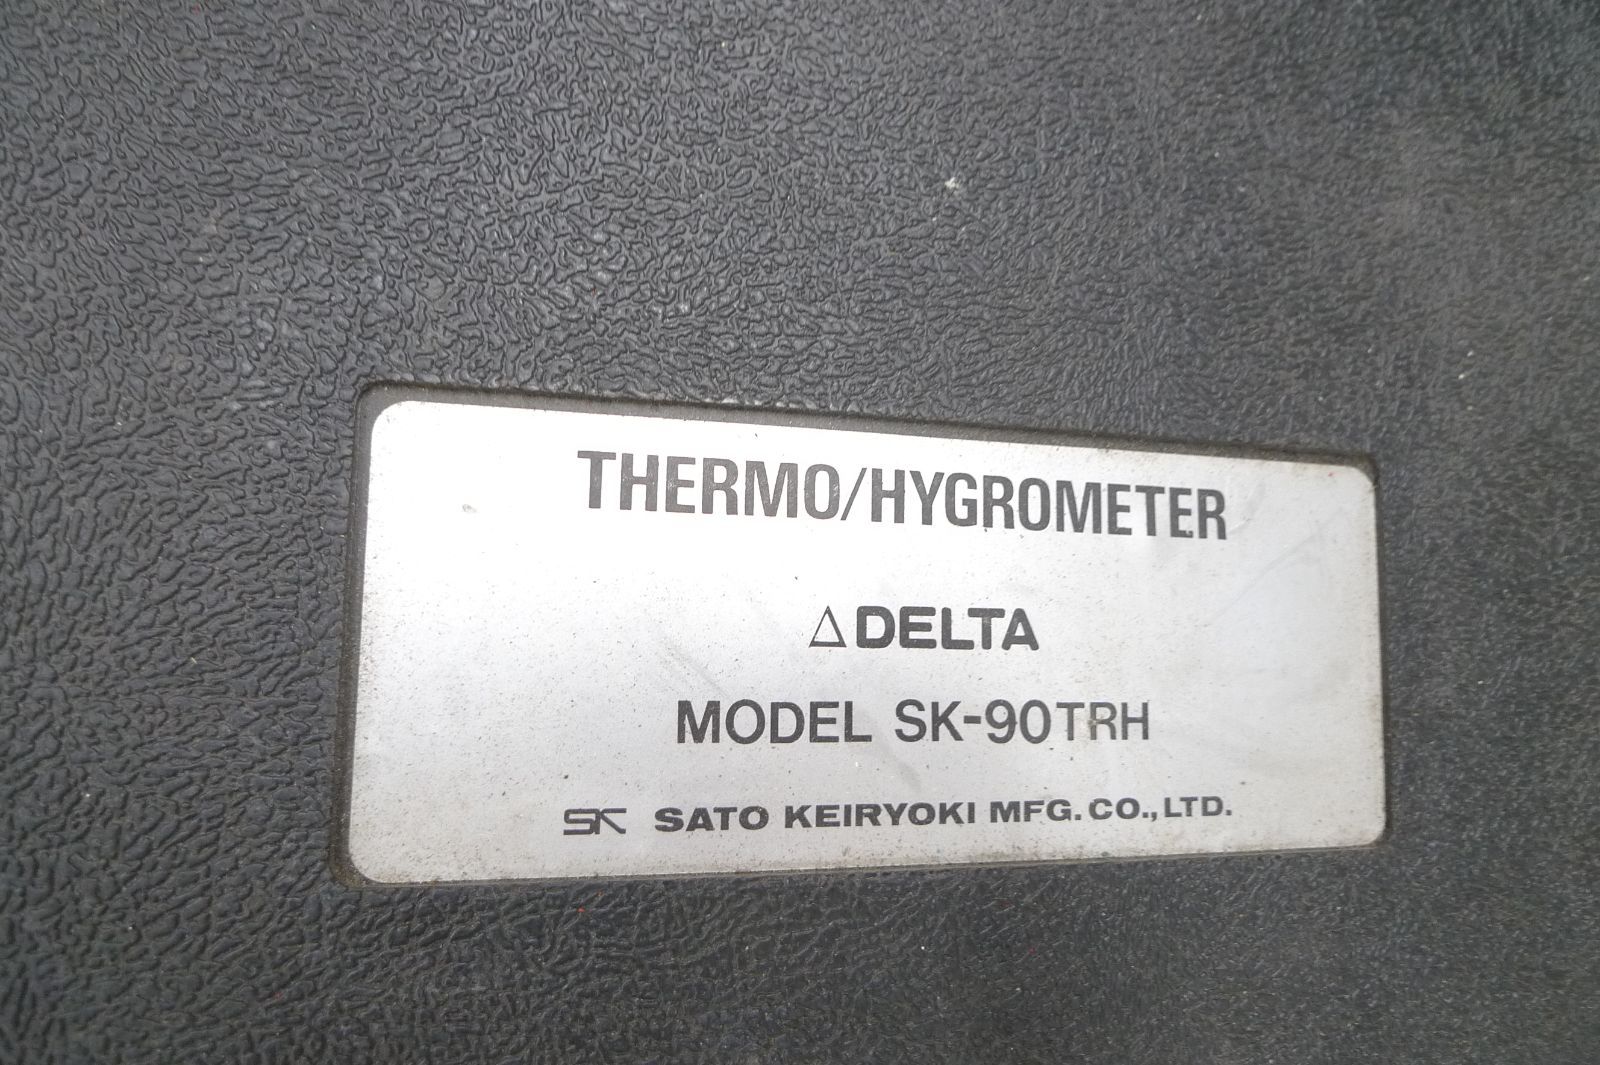 THERMO/HYGROMETER
△DELTA
MODEL SK-90TRH
SK SATO KEIRYOKI MFG. CO., LTD.